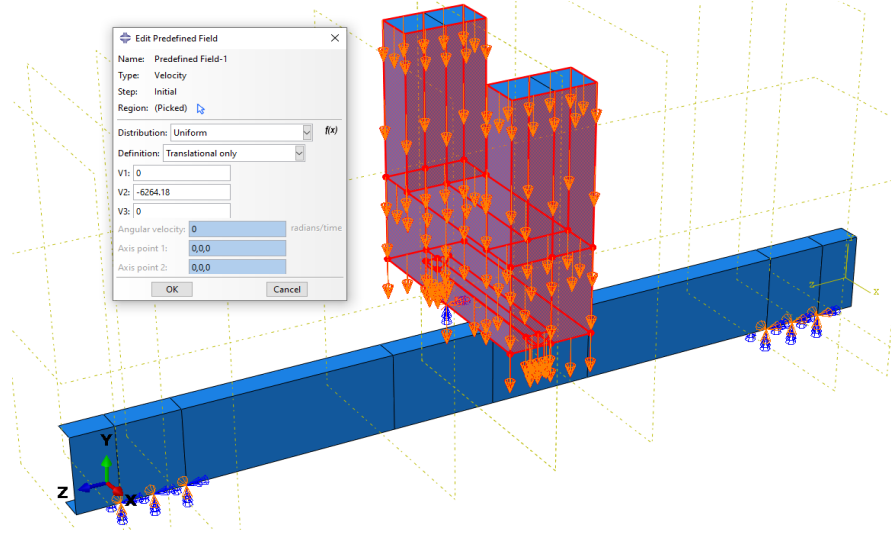 Edit Predefined Field
Name: Predefined Field-1
Type: Velocity
Step: Initial
Region: (Picked)
Distribution: Uniform f(x)
Definition: Translational only
V1: 0
V2: -6264.18
V3: 0
Angular velocity: 0 radians/time
Axis point 1: 0,0,0
Axis point 2: 0,0,0
OK Cancel
Y
Z X
z x